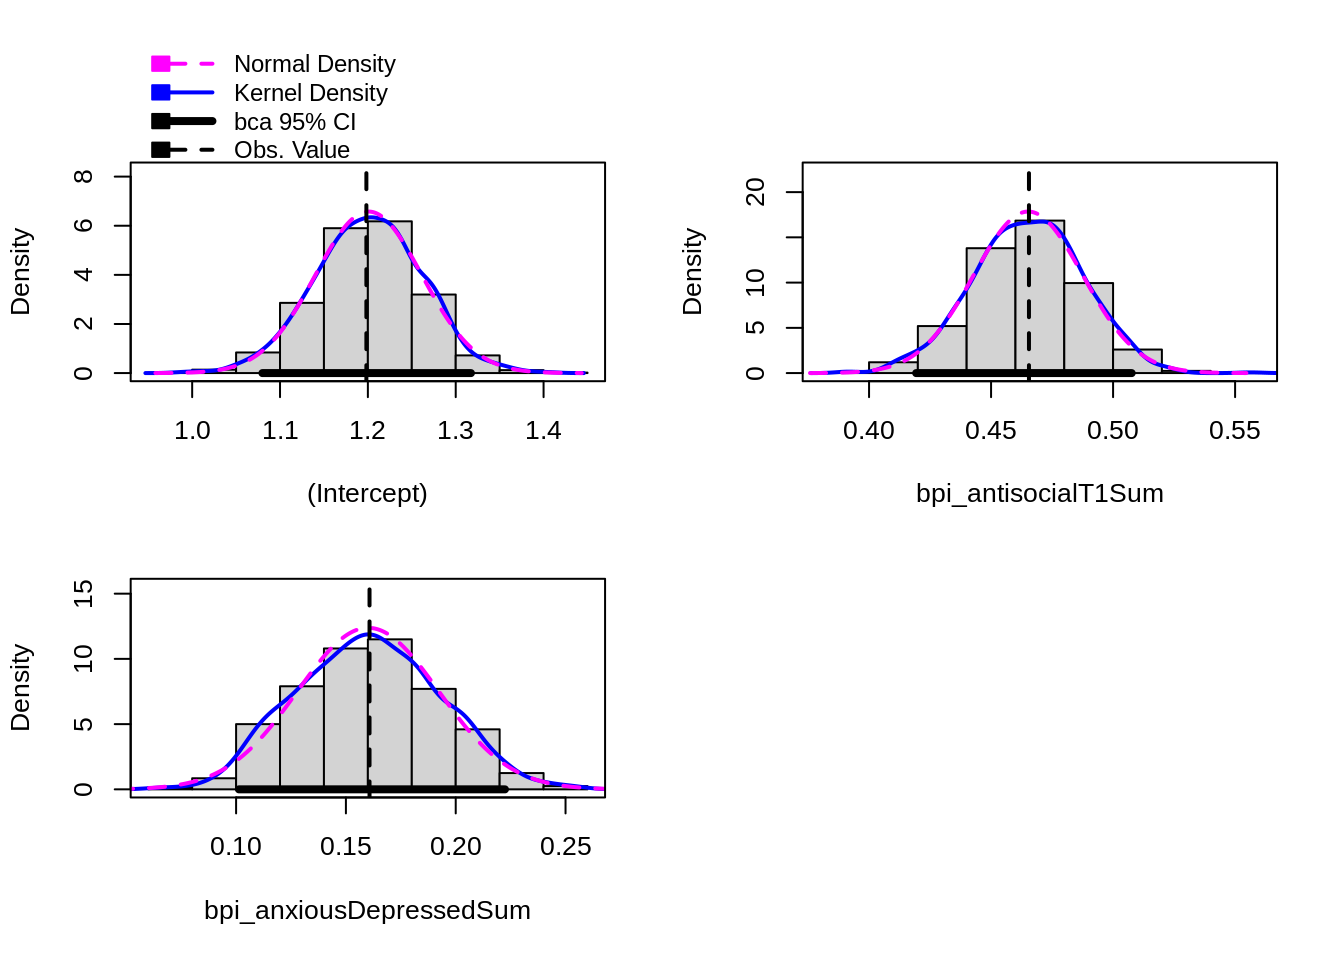 Normal Density
Kernel Density
bca 95% CI
Obs. Value
Density
0 2 4 6 8
1.0 1.1 1.2 1.3 1.4
(Intercept)
Density
0 5 10 20
0.40 0.45 0.50 0.55
bpi_antisocialT1Sum
Density
0 5 10 15
0.10 0.15 0.20 0.25
bpi_anxiousDepressedSum